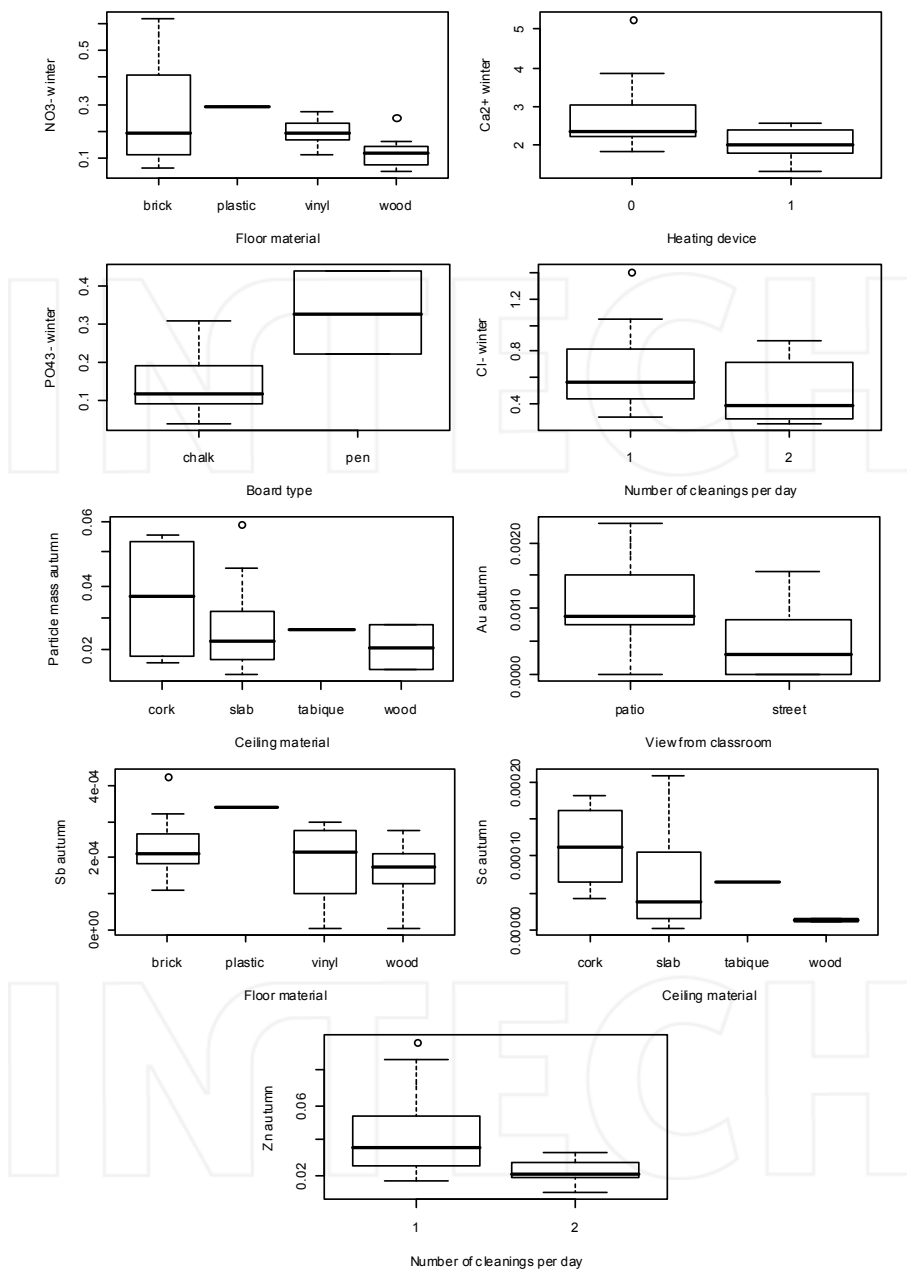 NO3- winter
0.1 0.3 0.5
brick plastic vinyl wood
Floor material
Ca2+ winter
2 3 4 5
0 1
Heating device
PO43- winter
0.1 0.2 0.3 0.4
chalk pen
Board type
Cl- winter
0.4 0.8 1.2
1 2
Number of cleanings per day
Particle mass autumn
0.02 0.04 0.06
cork slab tabique wood
Ceiling material
Au autumn
0.0000 0.0010 0.0020
patio street
View from classroom
Sb autumn
0e+00 2e-04 4e-04
brick plastic vinyl wood
Floor material
Sc autumn
0.00000 0.00010 0.00020
cork slab tabique wood
Ceiling material
Zn autumn
0.02 0.06
1 2
Number of cleanings per day
INTECH
INTECH